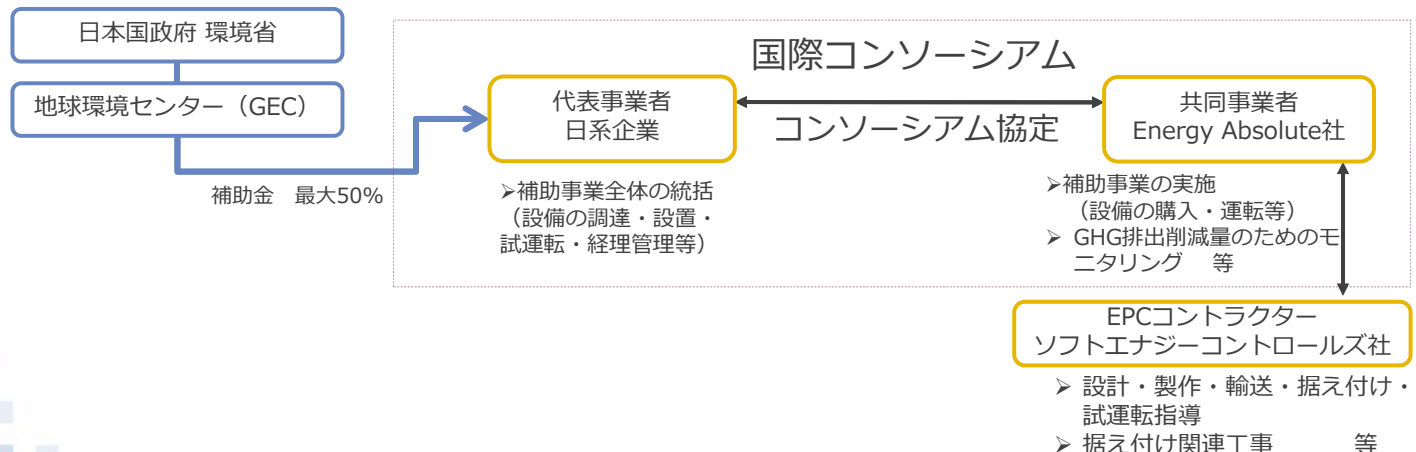 日本国政府 環境省
地球環境センター（GEC）
補助金　最大50%
国際コンソーシアム
代表事業者
日系企業
コンソーシアム協定
共同事業者
Energy Absolute社
➢補助事業全体の統括
（設備の調達・設置・
試運転・経理管理等）
➢補助事業の実施
（設備の購入・運転等）
➢ GHG排出削減量のためのモ
ニタリング　等
EPCコントラクター
ソフトエナジーコントロールズ社
➢ 設計・製作・輸送・据え付け・
試運転指導
➢ 据え付け関連工事　　　等